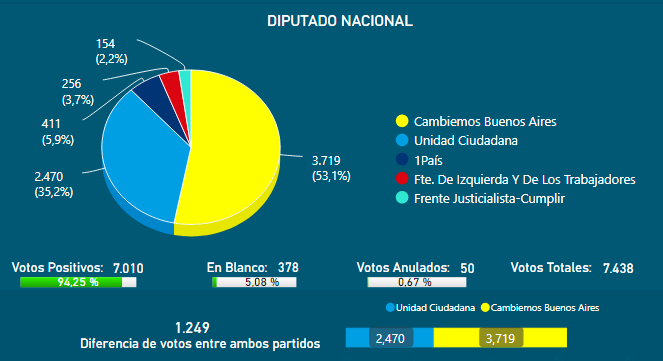 DIPUTADO NACIONAL
154
(2,2%)
256
(3,7%)
411
(5,9%)
2.470
(35,2%)
3.719
(53,1%)
Cambiemos Buenos Aires
Unidad Ciudadana
1País
Fte. De Izquierda Y De Los Trabajadores
Frente Justicialista-Cumplir
Votos Positivos: 7.010
94,25 %
En Blanco: 378
5,08 %
Votos Anulados: 50
0,67 %
Votos Totales: 7.438
Unidad Ciudadana Cambiemos Buenos Aires
1.249
Diferencia de votos entre ambos partidos
2,470 3,719